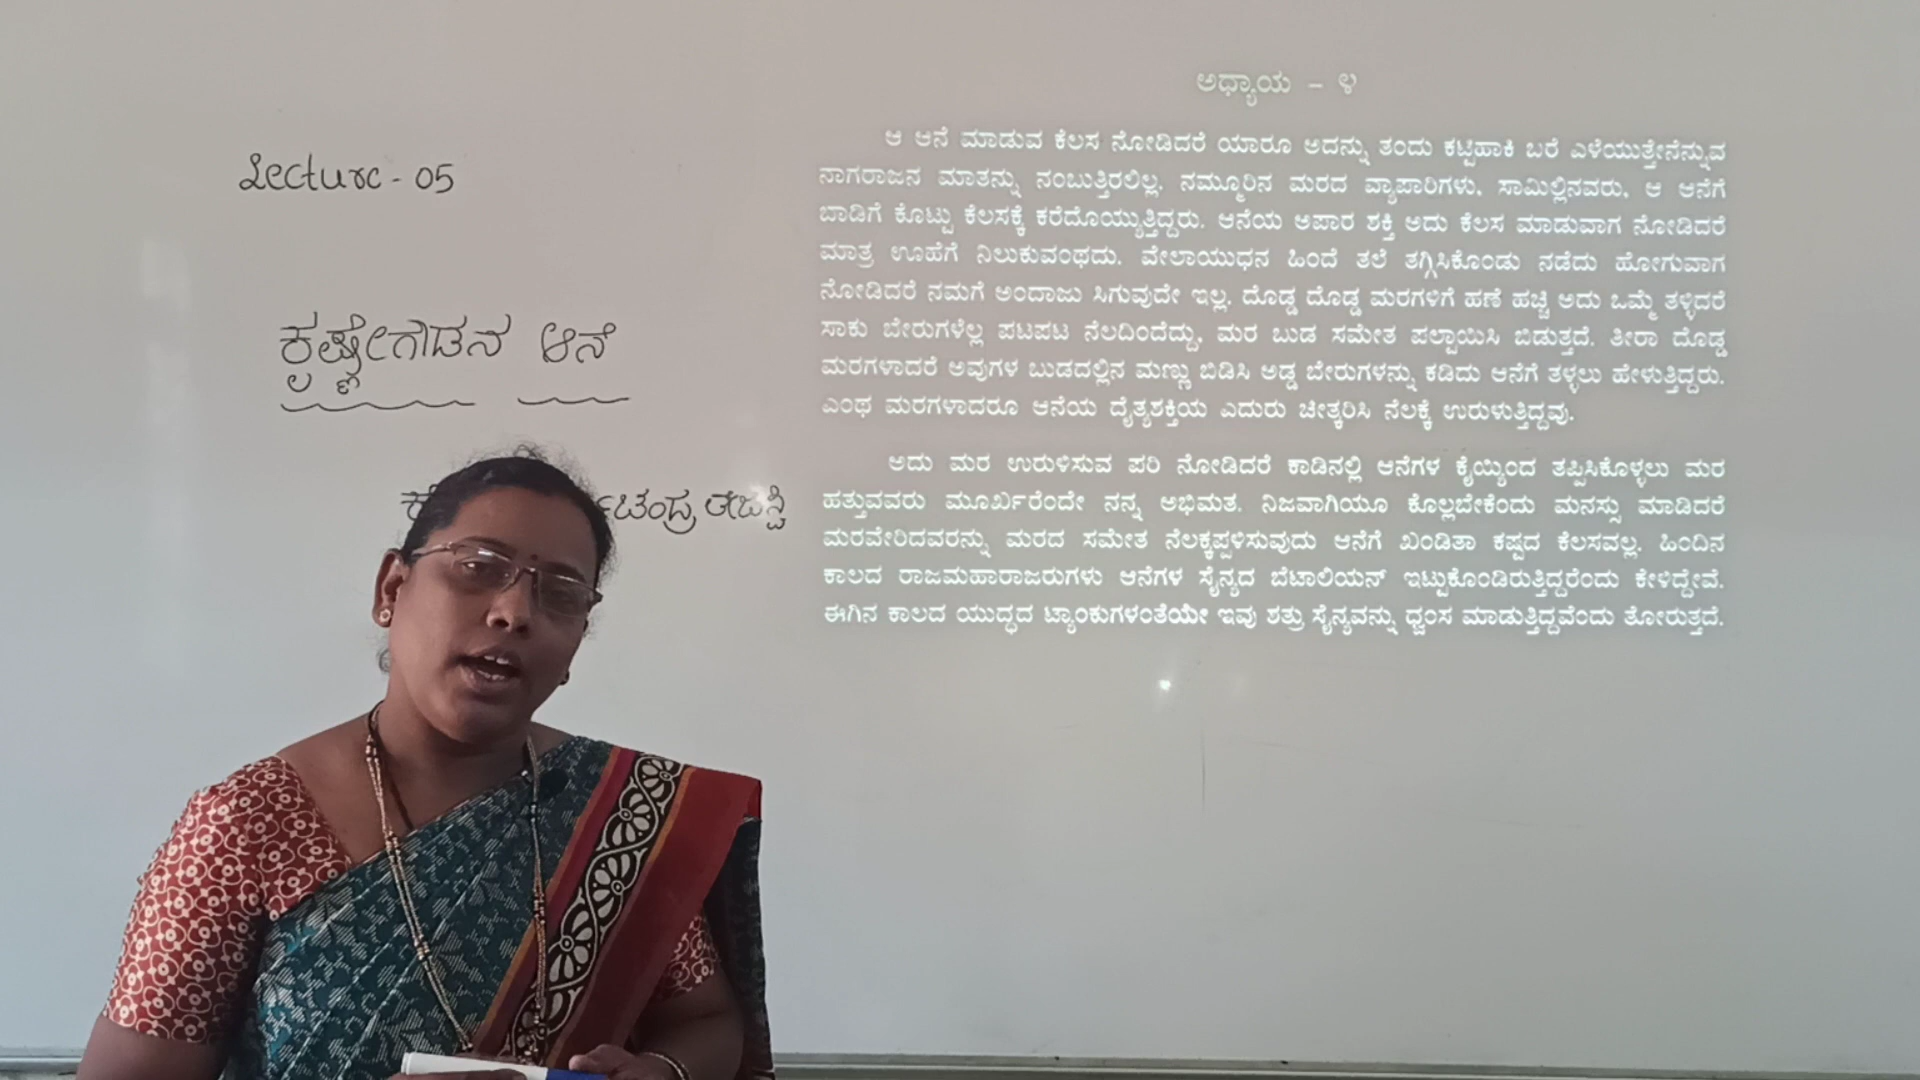 Lecture - 05
ಕೃಷ್ಣೇಗೌಡನ ಆನೆ
ಚಂದ್ರ ತೇಜಸ್ವಿ
ಅಧ್ಯಾಯ – ೪
ಆ ಆನೆ ಮಾಡುವ ಕೆಲಸ ನೋಡಿದರೆ ಯಾರೂ ಅದನ್ನು ತಂದು ಕಟ್ಟಿಹಾಕಿ ಬರೆ ಎಳೆಯುತ್ತೇನೆನ್ನುವ
ನಾಗರಾಜನ ಮಾತನ್ನು ನಂಬುತ್ತಿರಲಿಲ್ಲ. ನಮ್ಮೂರಿನ ಮರದ ವ್ಯಾಪಾರಿಗಳು, ಸಾಮಿಲ್ಲಿನವರು, ಆ ಆನೆಗೆ
ಬಾಡಿಗೆ ಕೊಟ್ಟು ಕೆಲಸಕ್ಕೆ ಕರೆದೊಯ್ಯುತ್ತಿದ್ದರು. ಆನೆಯ ಅಪಾರ ಶಕ್ತಿ ಅದು ಕೆಲಸ ಮಾಡುವಾಗ ನೋಡಿದರೆ
ಮಾತ್ರ ಊಹೆಗೆ ನಿಲುಕುವಂಥದು. ವೇಲಾಯುಧನ ಹಿಂದೆ ತಲೆ ತಗ್ಗಿಸಿಕೊಂಡು ನಡೆದು ಹೋಗುವಾಗ
ನೋಡಿದರೆ ನಮಗೆ ಅಂದಾಜು ಸಿಗುವುದೇ ಇಲ್ಲ. ದೊಡ್ಡ ದೊಡ್ಡ ಮರಗಳಿಗೆ ಹಣೆ ಹಚ್ಚಿ ಅದು ಒಮ್ಮೆ ತಳ್ಳಿದರೆ
ಸಾಕು ಬೇರುಗಳೆಲ್ಲ ಪಟಪಟ ನೆಲದಿಂದೆದ್ದು, ಮರ ಬುಡ ಸಮೇತ ಪಲ್ಟಾಯಿಸಿ ಬಿಡುತ್ತದೆ. ತೀರಾ ದೊಡ್ಡ
ಮರಗಳಾದರೆ ಅವುಗಳ ಬುಡದಲ್ಲಿನ ಮಣ್ಣು ಬಿಡಿಸಿ ಅಡ್ಡ ಬೇರುಗಳನ್ನು ಕಡಿದು ಆನೆಗೆ ತಳ್ಳಲು ಹೇಳುತ್ತಿದ್ದರು.
ಎಂಥ ಮರಗಳಾದರೂ ಆನೆಯ ದೈತ್ಯಶಕ್ತಿಯ ಎದುರು ಚೀತ್ಕರಿಸಿ ನೆಲಕ್ಕೆ ಉರುಳುತ್ತಿದ್ದವು.
ಅದು ಮರ ಉರುಳಿಸುವ ಪರಿ ನೋಡಿದರೆ ಕಾಡಿನಲ್ಲಿ ಆನೆಗಳ ಕೈಯ್ಯಿಂದ ತಪ್ಪಿಸಿಕೊಳ್ಳಲು ಮರ
ಹತ್ತುವವರು ಮೂರ್ಖರೆಂದೇ ನನ್ನ ಅಭಿಮತ. ನಿಜವಾಗಿಯೂ ಕೊಲ್ಲಬೇಕೆಂದು ಮನಸ್ಸು ಮಾಡಿದರೆ
ಮರವೇರಿದವರನ್ನು ಮರದ ಸಮೇತ ನೆಲಕ್ಕಪ್ಪಳಿಸುವುದು ಆನೆಗೆ ಖಂಡಿತಾ ಕಷ್ಟದ ಕೆಲಸವಲ್ಲ. ಹಿಂದಿನ
ಕಾಲದ ರಾಜಮಹಾರಾಜರುಗಳು ಆನೆಗಳ ಸೈನ್ಯದ ಬೆಟಾಲಿಯನ್ ಇಟ್ಟುಕೊಂಡಿರುತ್ತಿದ್ದರೆಂದು ಕೇಳಿದ್ದೇವೆ.
ಈಗಿನ ಕಾಲದ ಯುದ್ಧದ ಟ್ಯಾಂಕುಗಳಂತೆಯೇ ಇವು ಶತ್ರು ಸೈನ್ಯವನ್ನು ಧ್ವಂಸ ಮಾಡುತ್ತಿದ್ದವೆಂದು ತೋರುತ್ತದೆ.